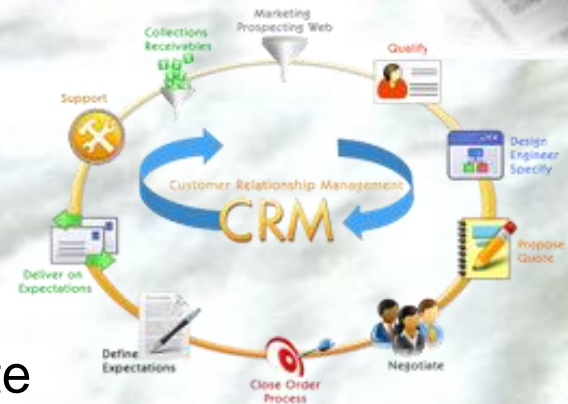 Marketing
Prospecting Web
Collections
Receivables
Qualify
Support
Design
Engineer
Specify
Customer Relationship Management
CRM
Propose
Quote
Deliver on
Expectations
Define
Expectations
Negotiate
Close Order
Process
te